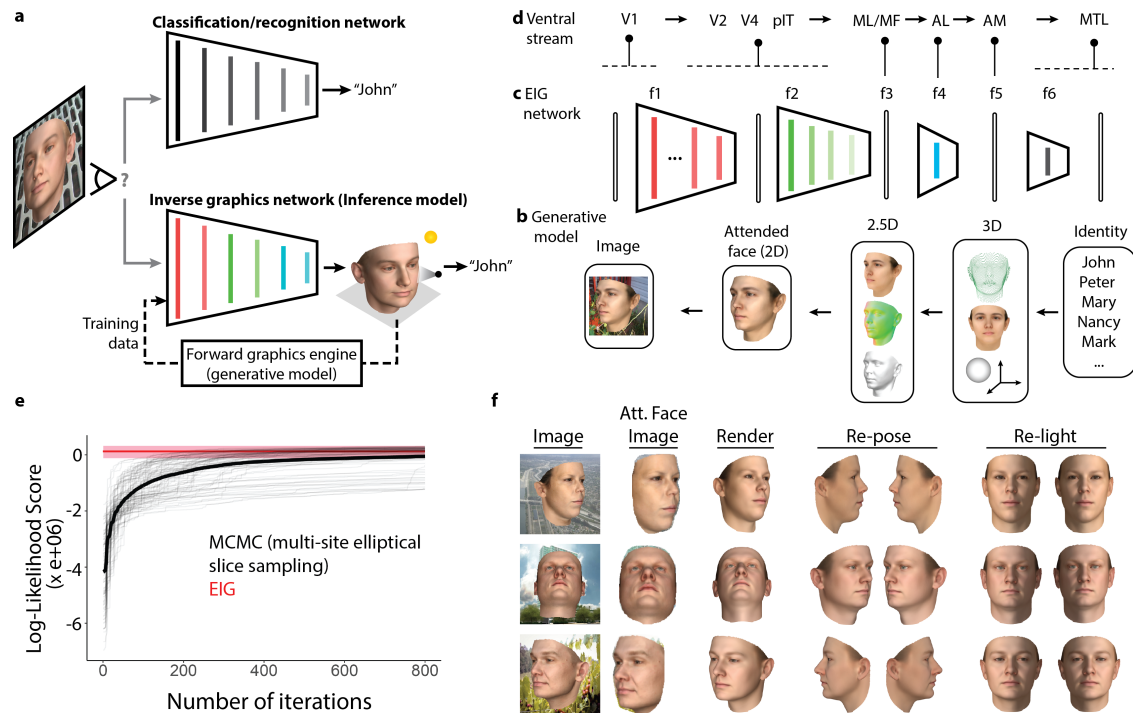 a
Classification/recognition network
"John"
?
Inverse graphics network (Inference model)
"John"
Training
data
Forward graphics engine
(generative model)
d Ventral
stream
V1
V2 V4 pIT
ML/MF
AL
AM
MTL
c EIG
network
f1
f2
f3
f4
f5
f6
...
b Generative
model
Image
Attended
face (2D)
2.5D
3D
Identity
John
Peter
Mary
Nancy
Mark
...
e
Log-Likelihood Score
(x e+06)
0
-2
-4
-6
MCMC (multi-site elliptical
slice sampling)
EIG
0 200 400 600 800
Number of iterations
f
Image
Att. Face
Image
Render
Re-pose
Re-light